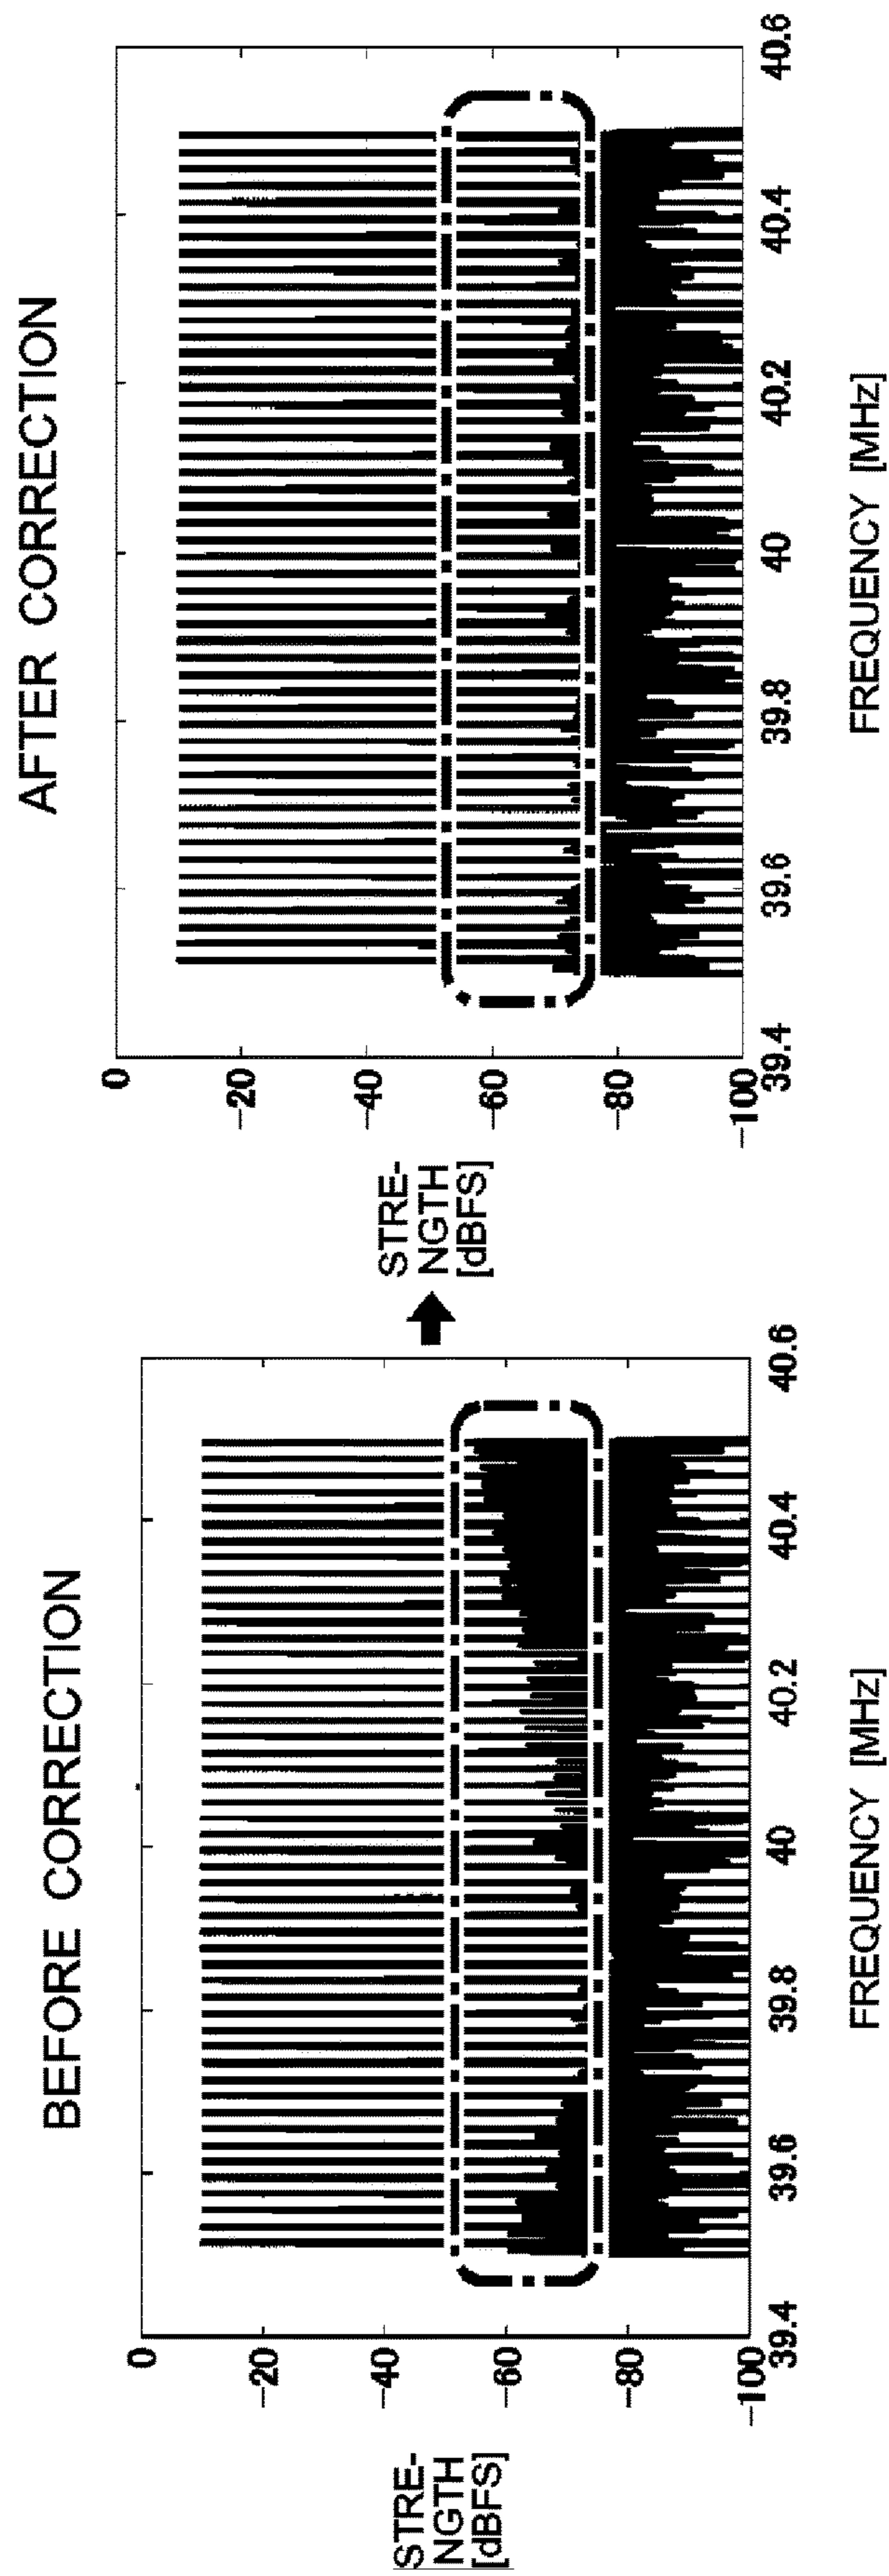 BEFORE CORRECTION
STRE-
NGTH
[dBFS]
0
-20
-40
-60
-80
-100
39.4
39.6
39.8
40
40.2
40.4
40.6
FREQUENCY [MHz]
AFTER CORRECTION
STRE-
NGTH
[dBFS]
0
-20
-40
-60
-80
-100
39.4
39.6
39.8
40
40.2
40.4
40.6
FREQUENCY [MHz]